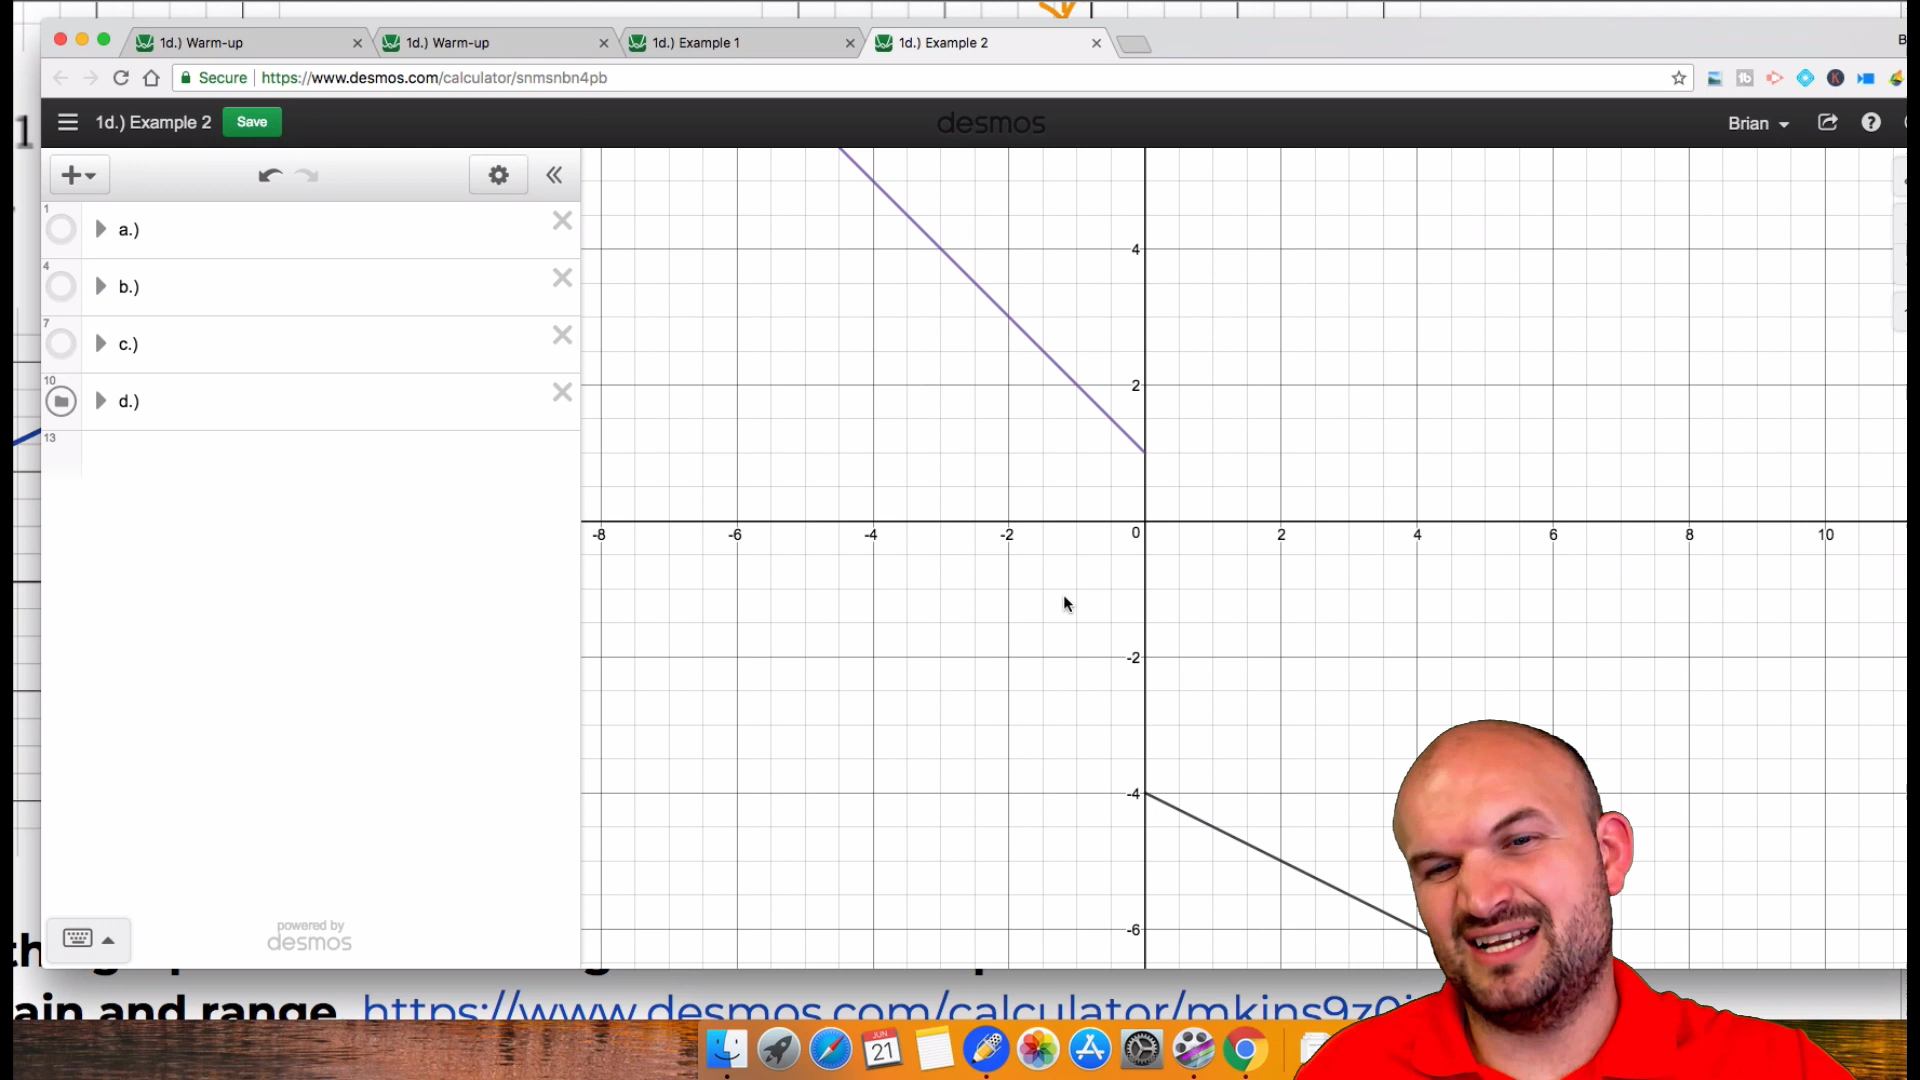 1d.) Warm-up
1d.) Warm-up
1d.) Example 1
1d.) Example 2
Secure
https://www.desmos.com/calculator/snmsnbn4pb
1d.) Example 2
Save
desmos
Brian
1
a.)
4
b.)
7
c.)
10
d.)
13
4
2
-8 -6 -4 -2 0 2 4 6 8 10
-2
-4
-6
powered by
desmos
ain and range https://www.desmos.com/calculator/mkins9z0
JUN
21